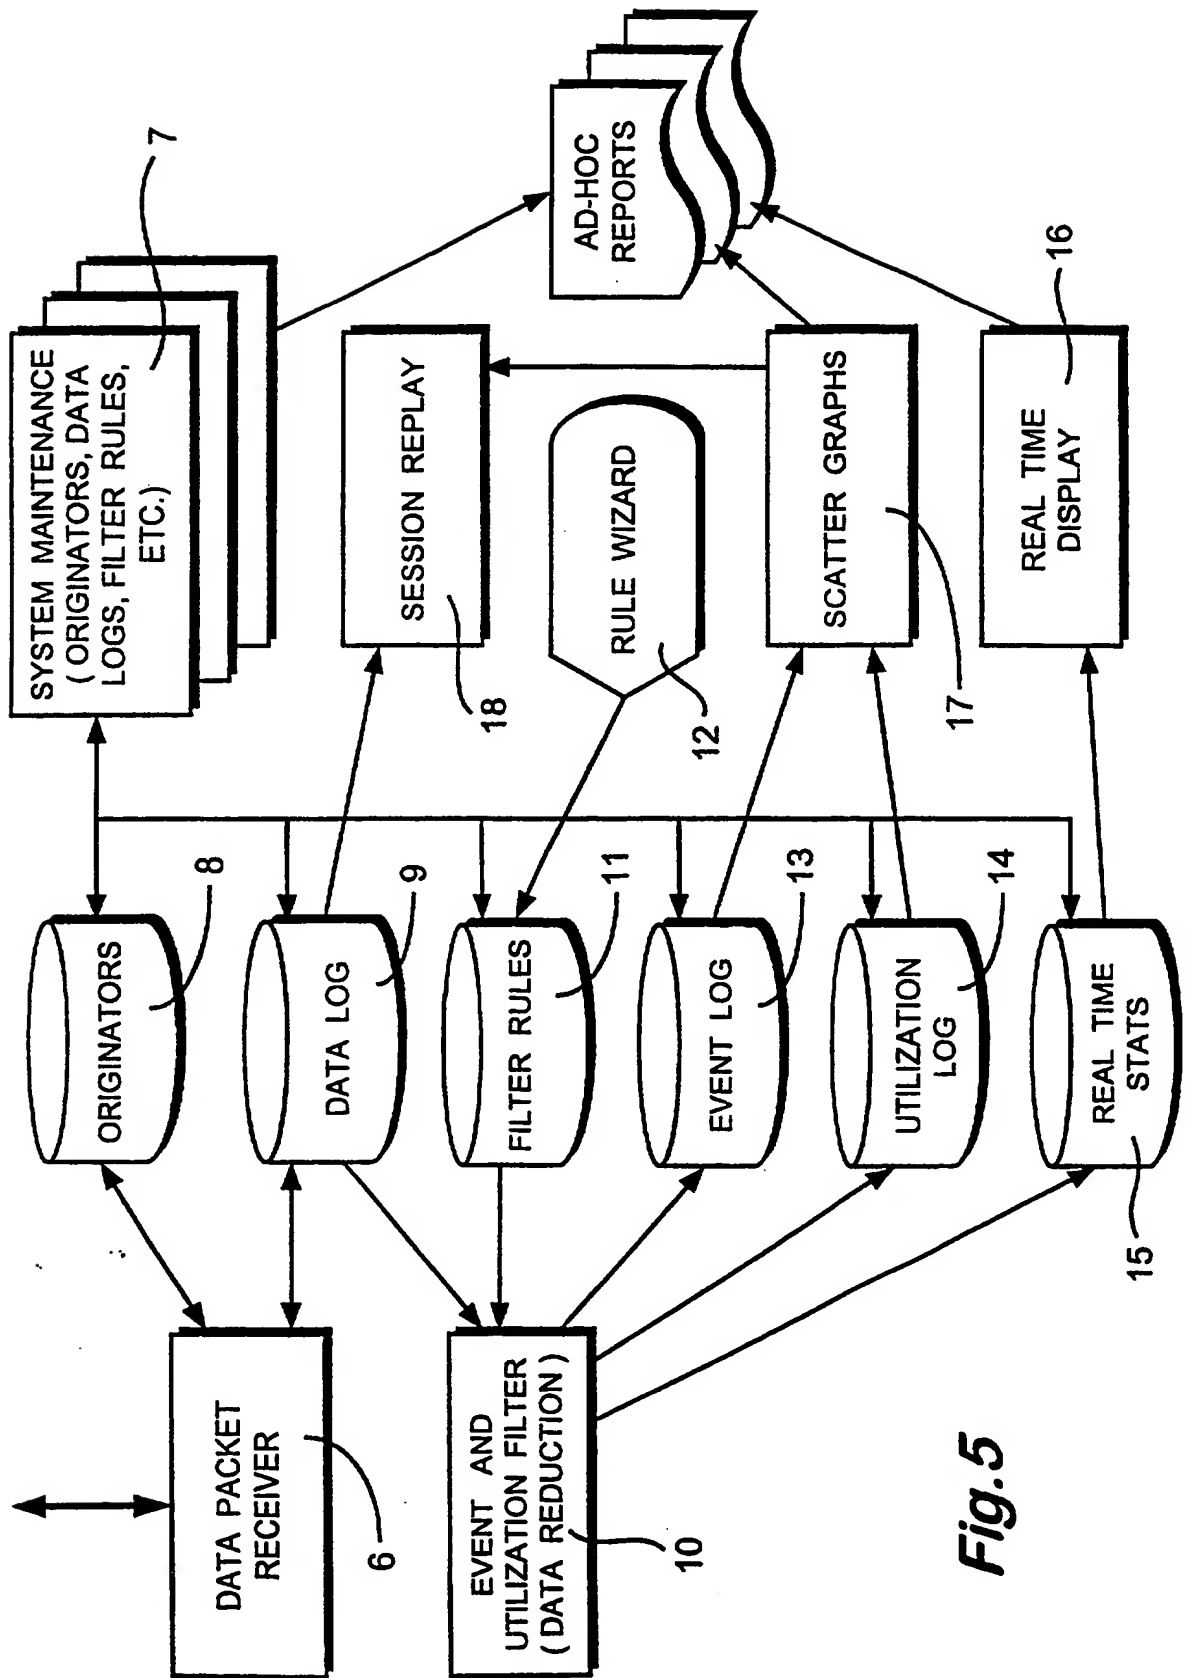 DATA PACKET
RECEIVER
6
EVENT AND
UTILIZATION FILTER
( DATA REDUCTION )
10
ORIGINATORS
8
DATA LOG
9
FILTER RULES
11
EVENT LOG
13
UTILIZATION
LOG
14
REAL TIME
STATS
15
SYSTEM MAINTENANCE
( ORIGINATORS, DATA
LOGS, FILTER RULES,
ETC.)
7
SESSION REPLAY
18
RULE WIZARD
12
SCATTER GRAPHS
17
REAL TIME
DISPLAY
16
AD-HOC
REPORTS
Fig.5